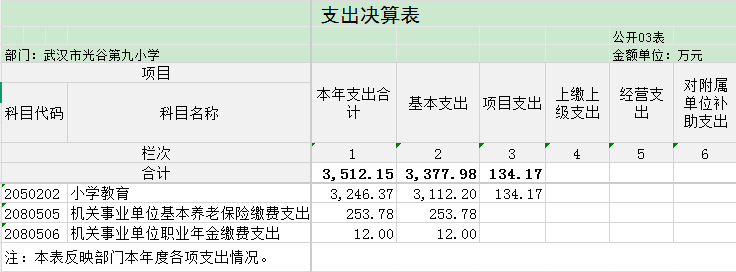 支出决算表
公开03表
部门：武汉市光谷第九小学 金额单位：万元
项目 本年支出合计 基本支出 项目支出 上缴上级支出 经营支出 对附属单位补助支出
科目代码 科目名称
栏次 1 2 3 4 5 6
合计 3,512.15 3,377.98 134.17
2050202 小学教育 3,246.37 3,112.20 134.17
2080505 机关事业单位基本养老保险缴费支出 253.78 253.78
2080506 机关事业单位职业年金缴费支出 12.00 12.00
注：本表反映部门本年度各项支出情况。